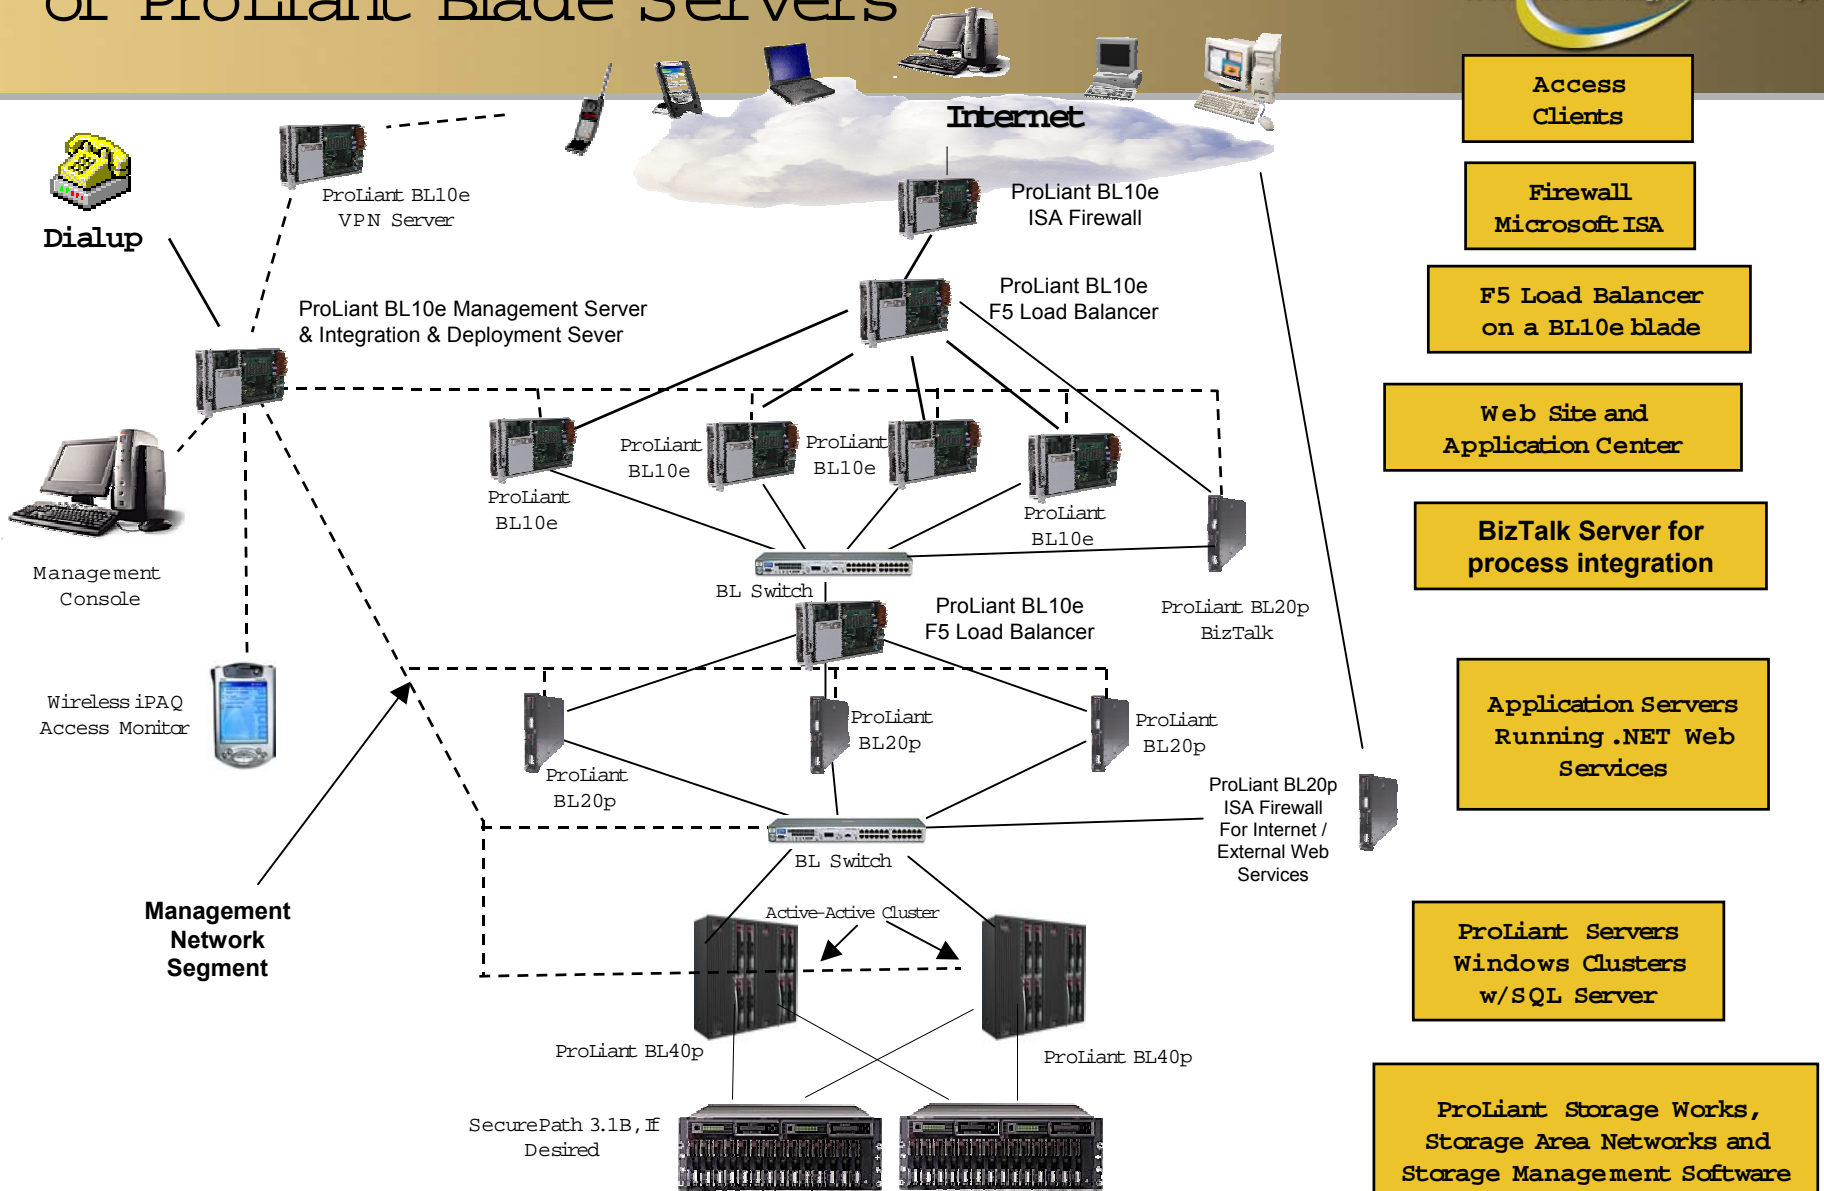 of ProLiant Blade Servers
Internet
Access
Clients
ProLiant BL10e
VPN Server
Dialup
ProLiant BL10e
ISA Firewall
Firewall
Microsoft ISA
ProLiant BL10e Management Server
& Integration & Deployment Sever
ProLiant BL10e
F5 Load Balancer
F5 Load Balancer
on a BL10e blade
ProLiant
BL10e
ProLiant
BL10e
ProLiant
BL10e
ProLiant
BL10e
Web Site and
Application Center
Management
Console
BL Switch
ProLiant BL10e
F5 Load Balancer
ProLiant BL20p
BizTalk
BizTalk Server for
process integration
Wireless iPAQ
Access Monitor
ProLiant
BL20p
ProLiant
BL20p
ProLiant
BL20p
Application Servers
Running .NET Web
Services
ProLiant BL20p
ISA Firewall
For Internet /
External Web
Services
BL Switch
Management
Network
Segment
Active-Active Cluster
ProLiant Servers
Windows Clusters
w/SQL Server
ProLiant BL40p
ProLiant BL40p
SecurePath 3.1B, If
Desired
ProLiant Storage Works,
Storage Area Networks and
Storage Management Software